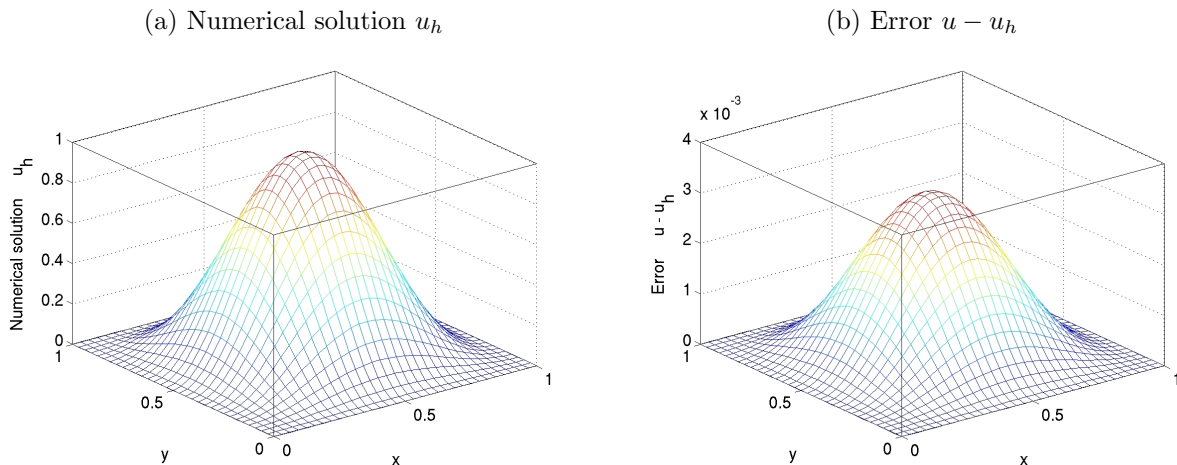 (a) Numerical solution u_h
1
0.8
0.6
0.4
0.2
0
Numerical solution u_h
1
0.5
0
y
0
0.5
1
x
(b) Error u − u_h
x 10^-3
4
3
2
1
0
Error u - u_h
1
0.5
0
y
0
0.5
1
x